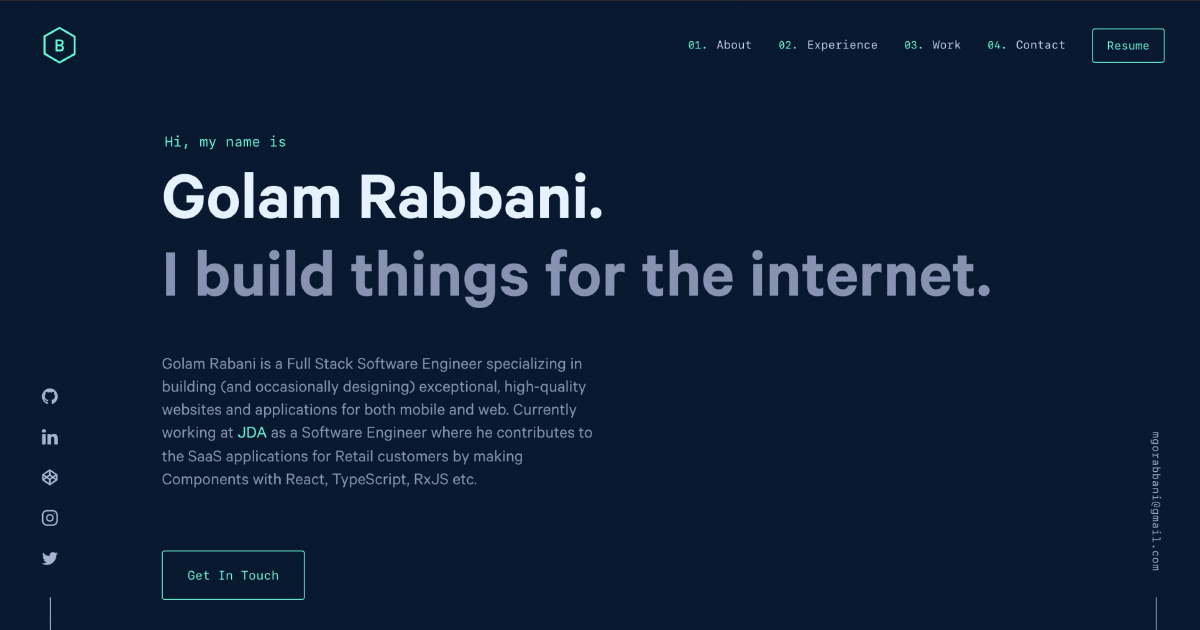 B
01. About 02. Experience 03. Work 04. Contact Resume
Hi, my name is
Golam Rabbani.
I build things for the internet.
Golam Rabani is a Full Stack Software Engineer specializing in
building (and occasionally designing) exceptional, high-quality
websites and applications for both mobile and web. Currently
working at JDA as a Software Engineer where he contributes to
the SaaS applications for Retail customers by making
Components with React, TypeScript, RxJS etc.
Get In Touch
in
mgorabbani@gmail.com